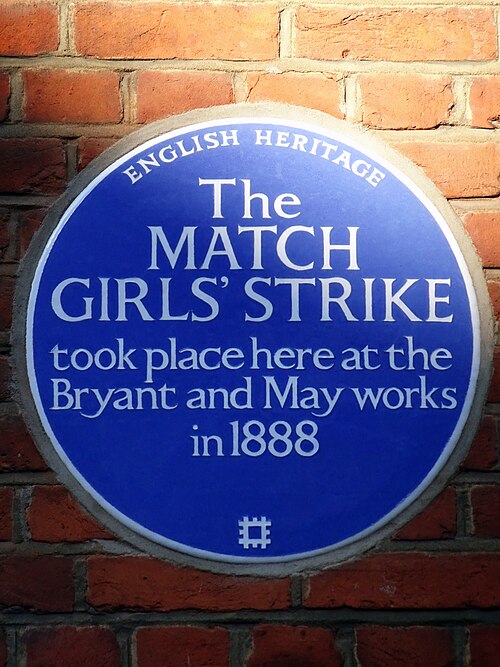 ENGLISH HERITAGE
The
MATCH
GIRLS' STRIKE
took place here at the
Bryant and May works
in 1888